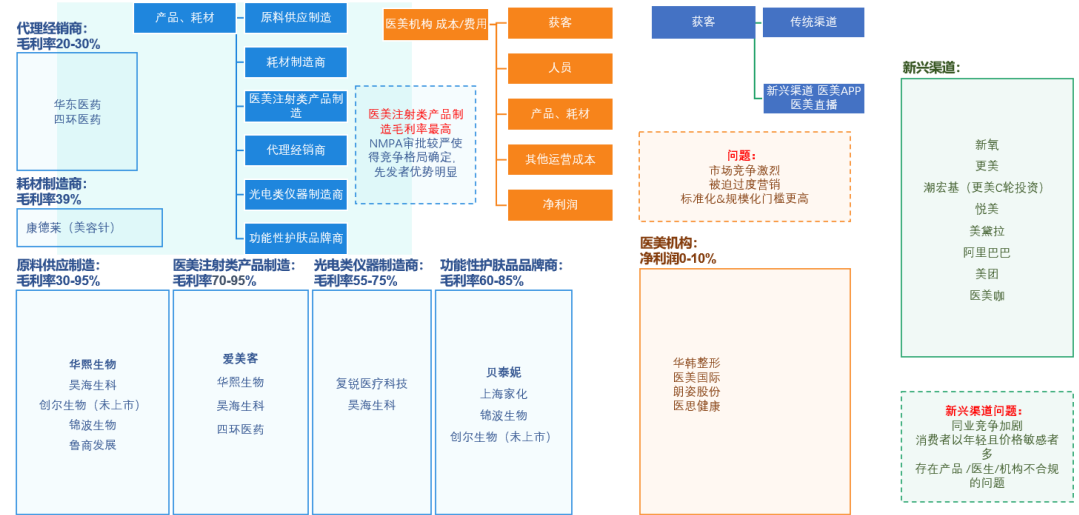 代理经销商：
毛利率20-30%
华东医药
四环医药
耗材制造商：
毛利率39%
康德莱（美容针）
产品、耗材
原料供应制造
耗材制造商
医美注射类产品制
造
代理经销商
光电类仪器制造商
功能性护肤品牌商
医美注射类产品制
造毛利率最高
NMPA审批较严使
得竞争格局确定，
先发者优势明显
原料供应制造：
毛利率30-95%
华熙生物
昊海生科
创尔生物（未上市）
锦波生物
鲁商发展
医美注射类产品制造：
毛利率70-95%
爱美客
华熙生物
昊海生科
四环医药
光电类仪器制造商：
毛利率55-75%
复锐医疗科技
昊海生科
功能性护肤品品牌商：
毛利率60-85%
贝泰妮
上海家化
锦波生物
创尔生物（未上市）
医美机构 成本/费用
获客
人员
产品、耗材
其他运营成本
净利润
获客
传统渠道
新兴渠道 医美APP
医美直播
问题：
市场竞争激烈
被迫过度营销
标准化&规模化门槛更高
医美机构：
净利润0-10%
华韩整形
医美国际
朗姿股份
医思健康
新兴渠道：
新氧
更美
潮宏基（更美C轮投资）
悦美
美黛拉
阿里巴巴
美团
医美咖
新兴渠道问题：
同业竞争加剧
消费者以年轻且价格敏感者
多
存在产品 /医生/机构不合规
的问题